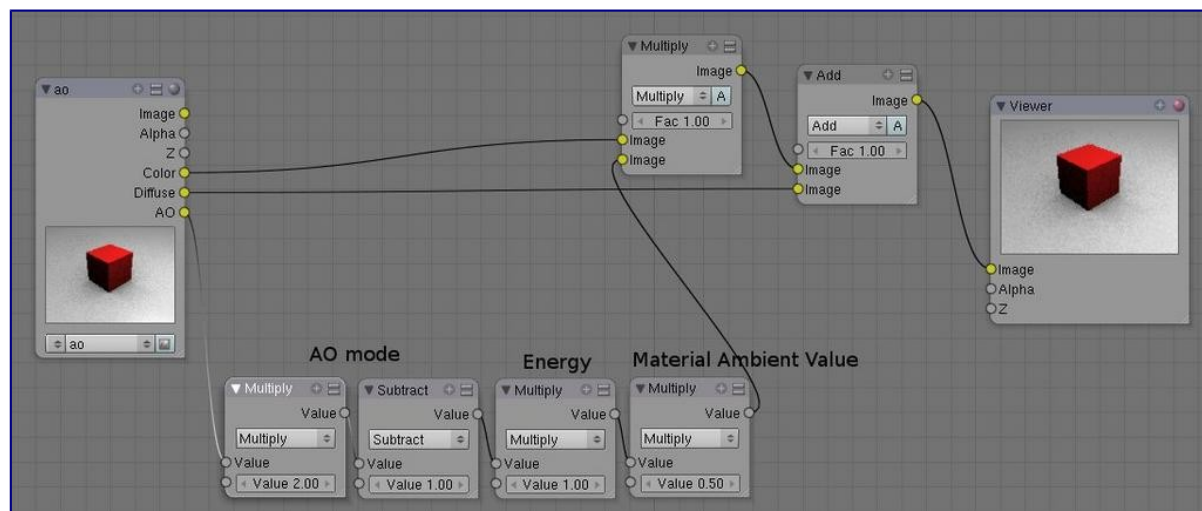 ao
Image
Alpha
Z
Color
Diffuse
AO
ao
Multiply
Image
Multiply A
Fac 1.00
Image
Image
Add
Image
Add A
Fac 1.00
Image
Image
Viewer
Image
Alpha
Z
AO mode
Energy
Material Ambient Value
Multiply
Value
Multiply
Value
Value 2.00
Subtract
Value
Subtract
Value
Value 1.00
Multiply
Value
Multiply
Value
Value 1.00
Multiply
Value
Multiply
Value
Value 0.50